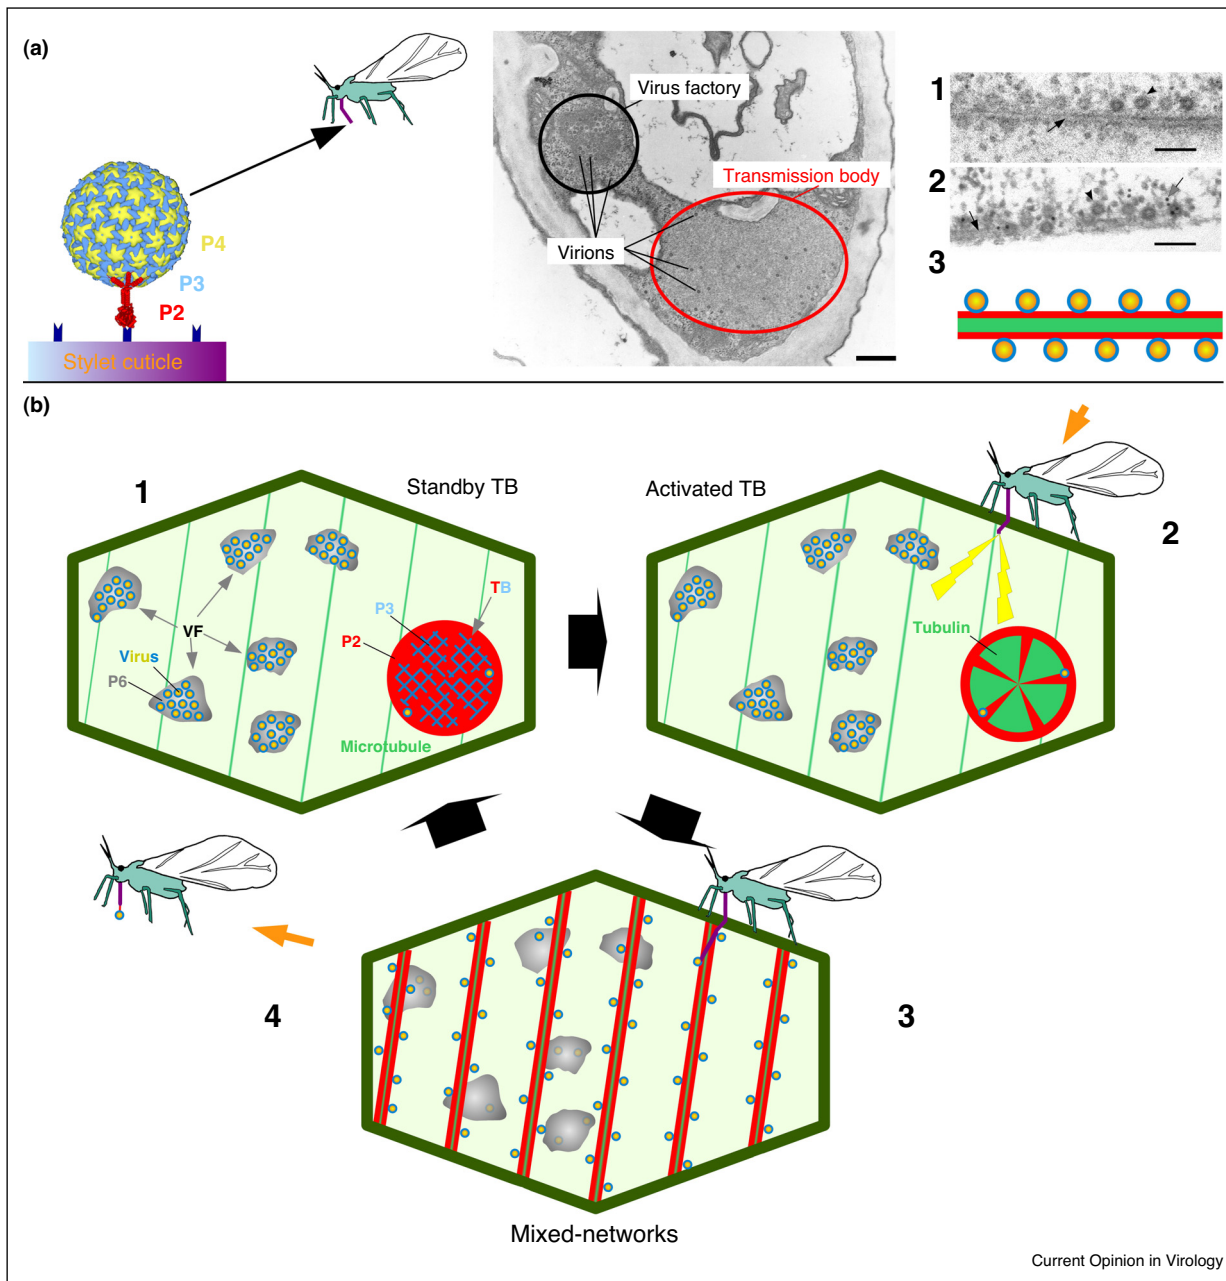 (a)
P4
P3
P2
Stylet cuticle
Virus factory
Transmission body
Virions
1
2
3
(b)
1
Standby TB
VF
Virus
P6
P3
P2
TB
Microtubule
Activated TB
2
Tubulin
4
3
Mixed-networks
Current Opinion in Virology